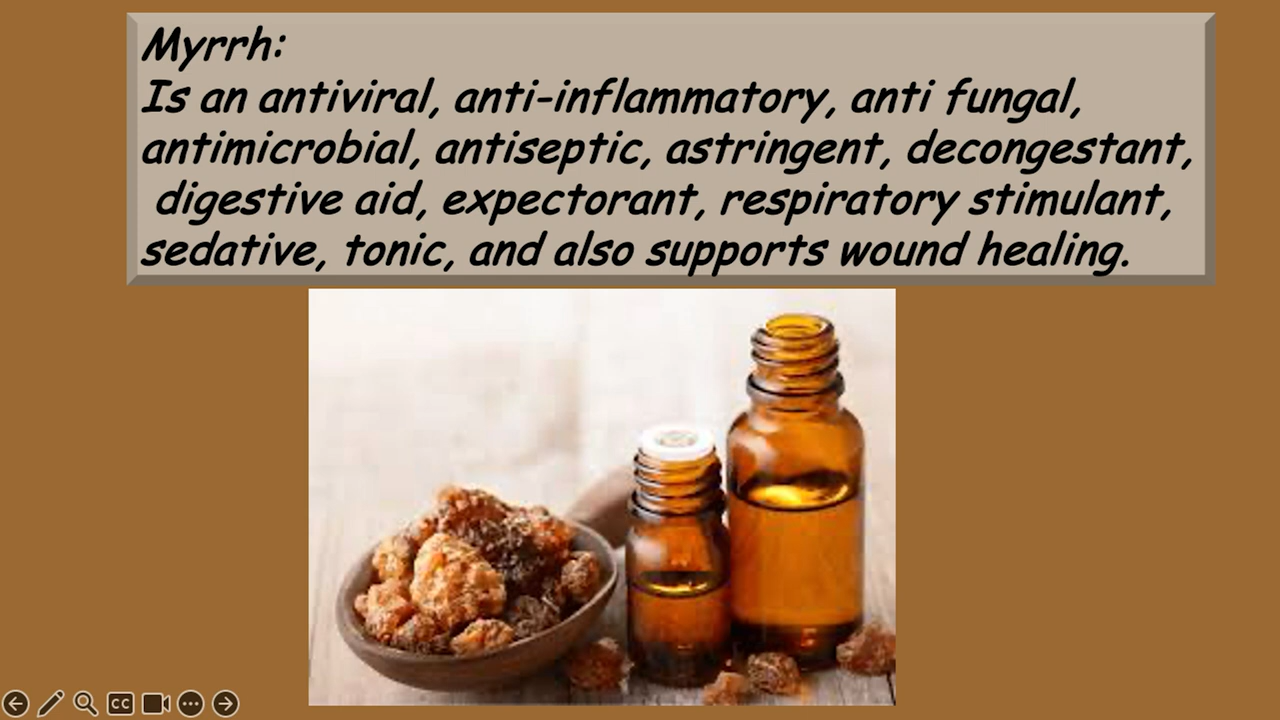 Myrrh:
Is an antiviral, anti-inflammatory, anti fungal,
antimicrobial, antiseptic, astringent, decongestant,
digestive aid, expectorant, respiratory stimulant,
sedative, tonic, and also supports wound healing.
CC